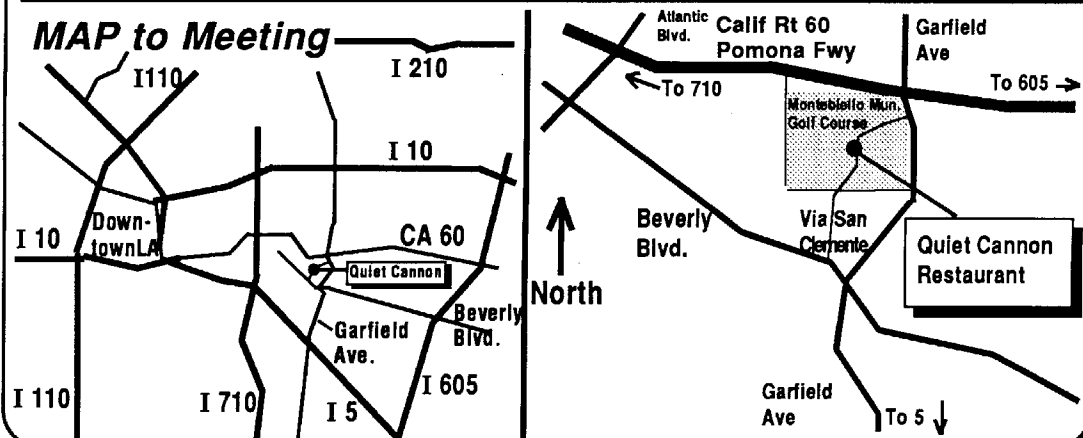 MAP to Meeting
I 210
I110
I 10
Down-
townLA
I 10
CA 60
Quiet Cannon
Garfield
Ave.
Beverly
Blvd.
I 110
I 710
I 5
I 605
North
Atlantic
Blvd.
Calif Rt 60
Pomona Fwy
Garfield
Ave
To 710
To 605
Montebiello Mun.
Golf Course
Beverly
Blvd.
Via San
Clemente
Quiet Cannon
Restaurant
Garfield
Ave
To 5